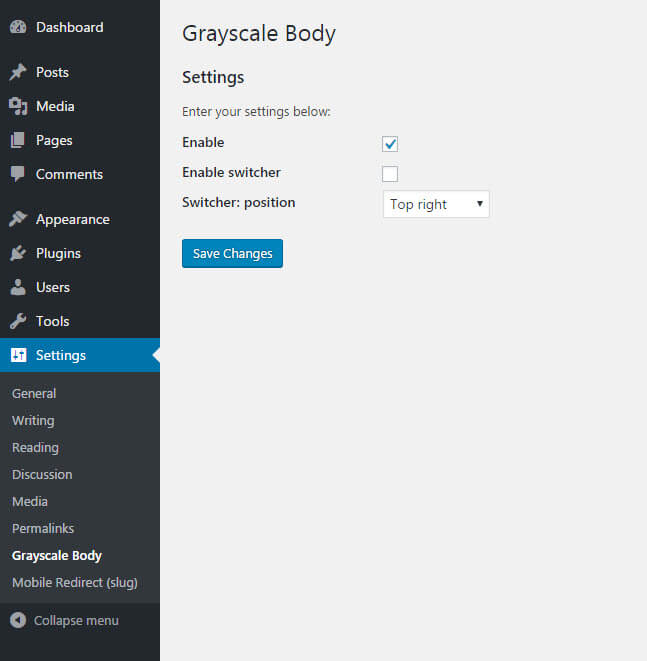 Dashboard
Posts
Media
Pages
Comments
Appearance
Plugins
Users
Tools
Settings
General
Writing
Reading
Discussion
Media
Permalinks
Grayscale Body
Mobile Redirect (slug)
Collapse menu
Grayscale Body
Settings
Enter your settings below:
Enable
Enable switcher
Switcher: position Top right
Save Changes